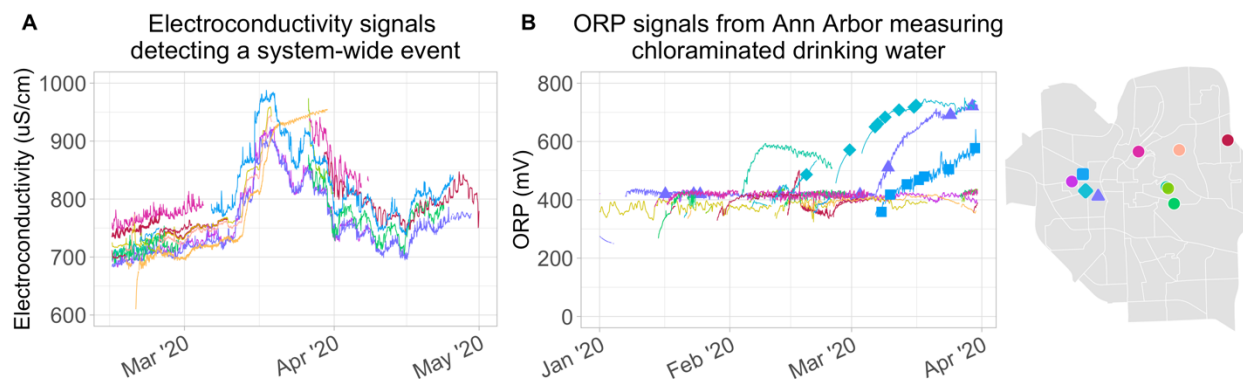 A
Electroconductivity signals
detecting a system-wide event
Electroconductivity (uS/cm)
1000
900
800
700
600
Mar '20
Apr '20
May '20
B
ORP signals from Ann Arbor measuring
chloraminated drinking water
ORP (mV)
800
600
400
200
0
Jan '20
Feb '20
Mar '20
Apr '20